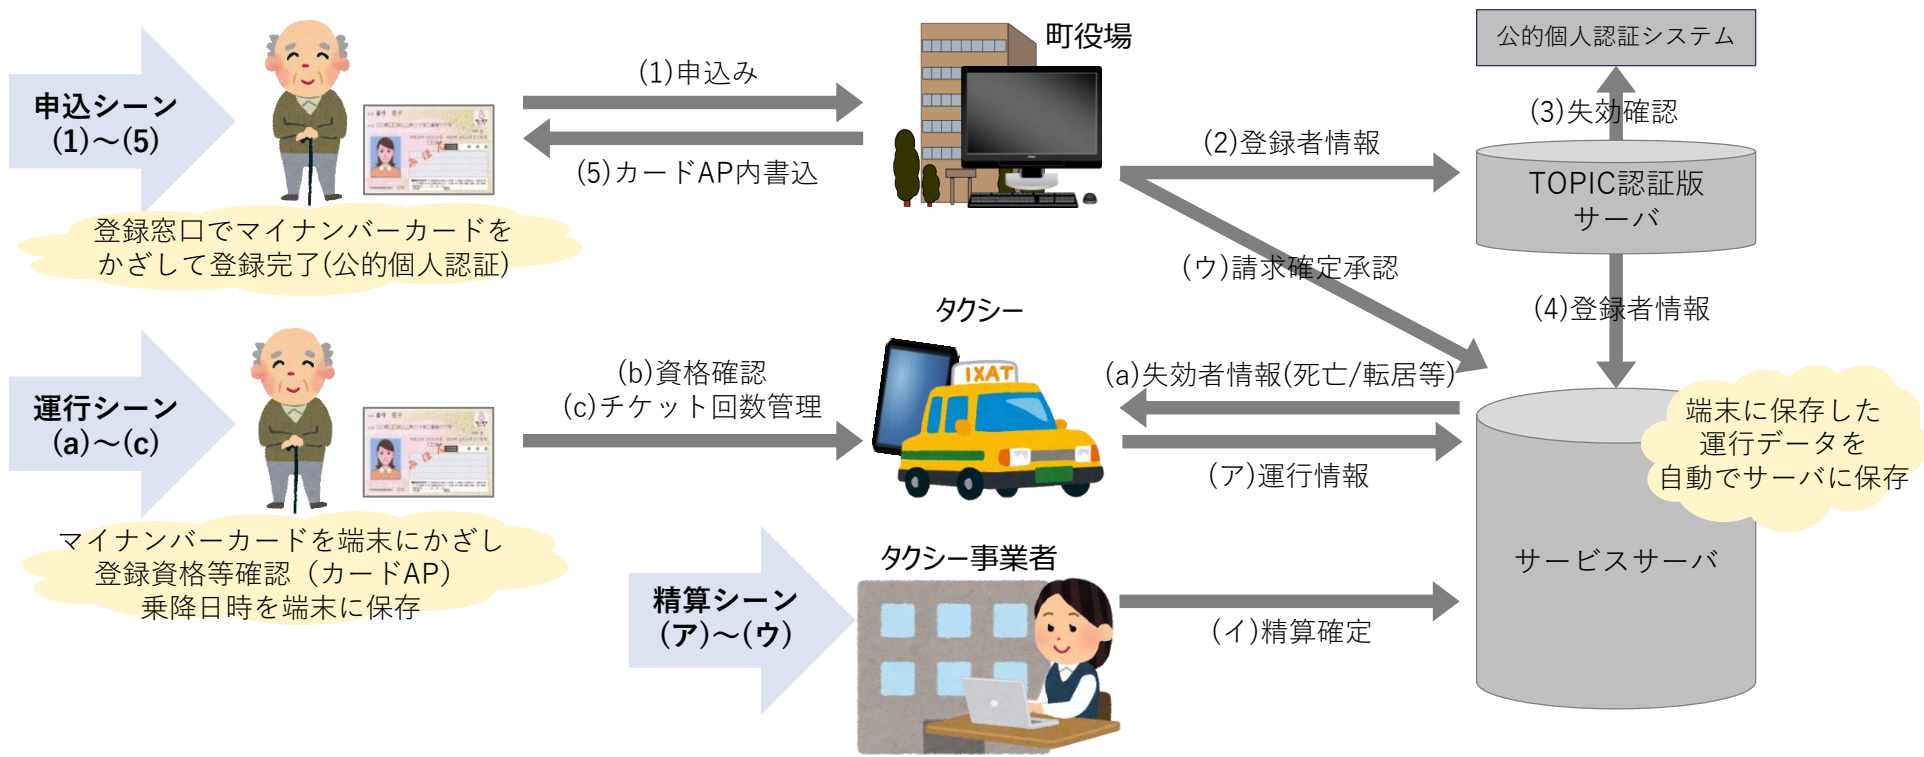 申込シーン
(1)～(5)
(1)申込み
(5)カードAP内書込
町役場
公的個人認証システム
(3)失効確認
(2)登録者情報
TOPIC認証版
サーバ
登録窓口でマイナンバーカードを
かざして登録完了(公的個人認証)
(ウ)請求確定承認
(4)登録者情報
運行シーン
(a)～(c)
(b)資格確認
(c)チケット回数管理
タクシー
IXAT
(a)失効者情報(死亡/転居等)
(ア)運行情報
端末に保存した
運行データを
自動でサーバに保存
サービスサーバ
マイナンバーカードを端末にかざし
登録資格等確認（カードAP）
乗降日時を端末に保存
精算シーン
(ア)～(ウ)
タクシー事業者
(イ)精算確定